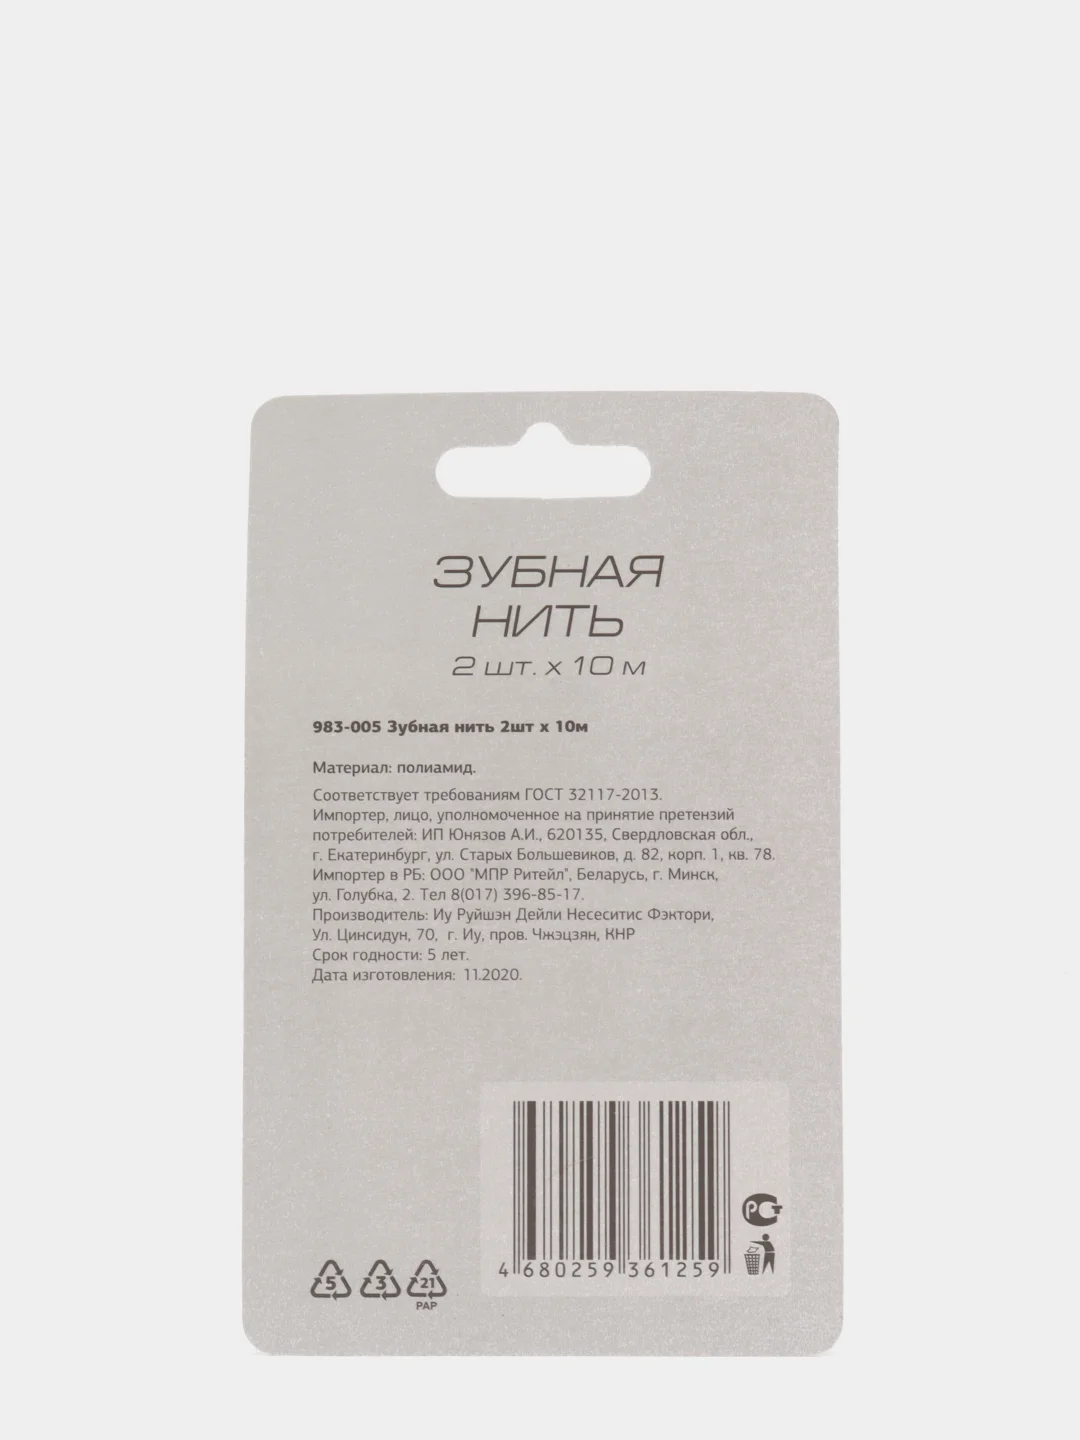 ЗУБНАЯ
НИТЬ
2 шт. x 10 м
983-005 Зубная нить 2шт x 10м
Материал: полиамид.
Соответствует требованиям ГОСТ 32117-2013.
Импортер, лицо, уполномоченное на принятие претензий
потребителей: ИП Юнязов А.И., 620135, Свердловская обл.,
г. Екатеринбург, ул. Старых Большевиков, д. 82, корп. 1, кв. 78.
Импортер в РБ: ООО "МПР Ритейл", Беларусь, г. Минск,
ул. Голубка, 2. Тел 8(017) 396-85-17.
Производитель: Иу Руйшэн Дейли Несеситис Фэктори,
Ул. Цинсидун, 70, г. Иу, пров. Чжэцзян, КНР
Срок годности: 5 лет.
Дата изготовления: 11.2020.
4 680259 361259
РСТ
5 3 21
PAP